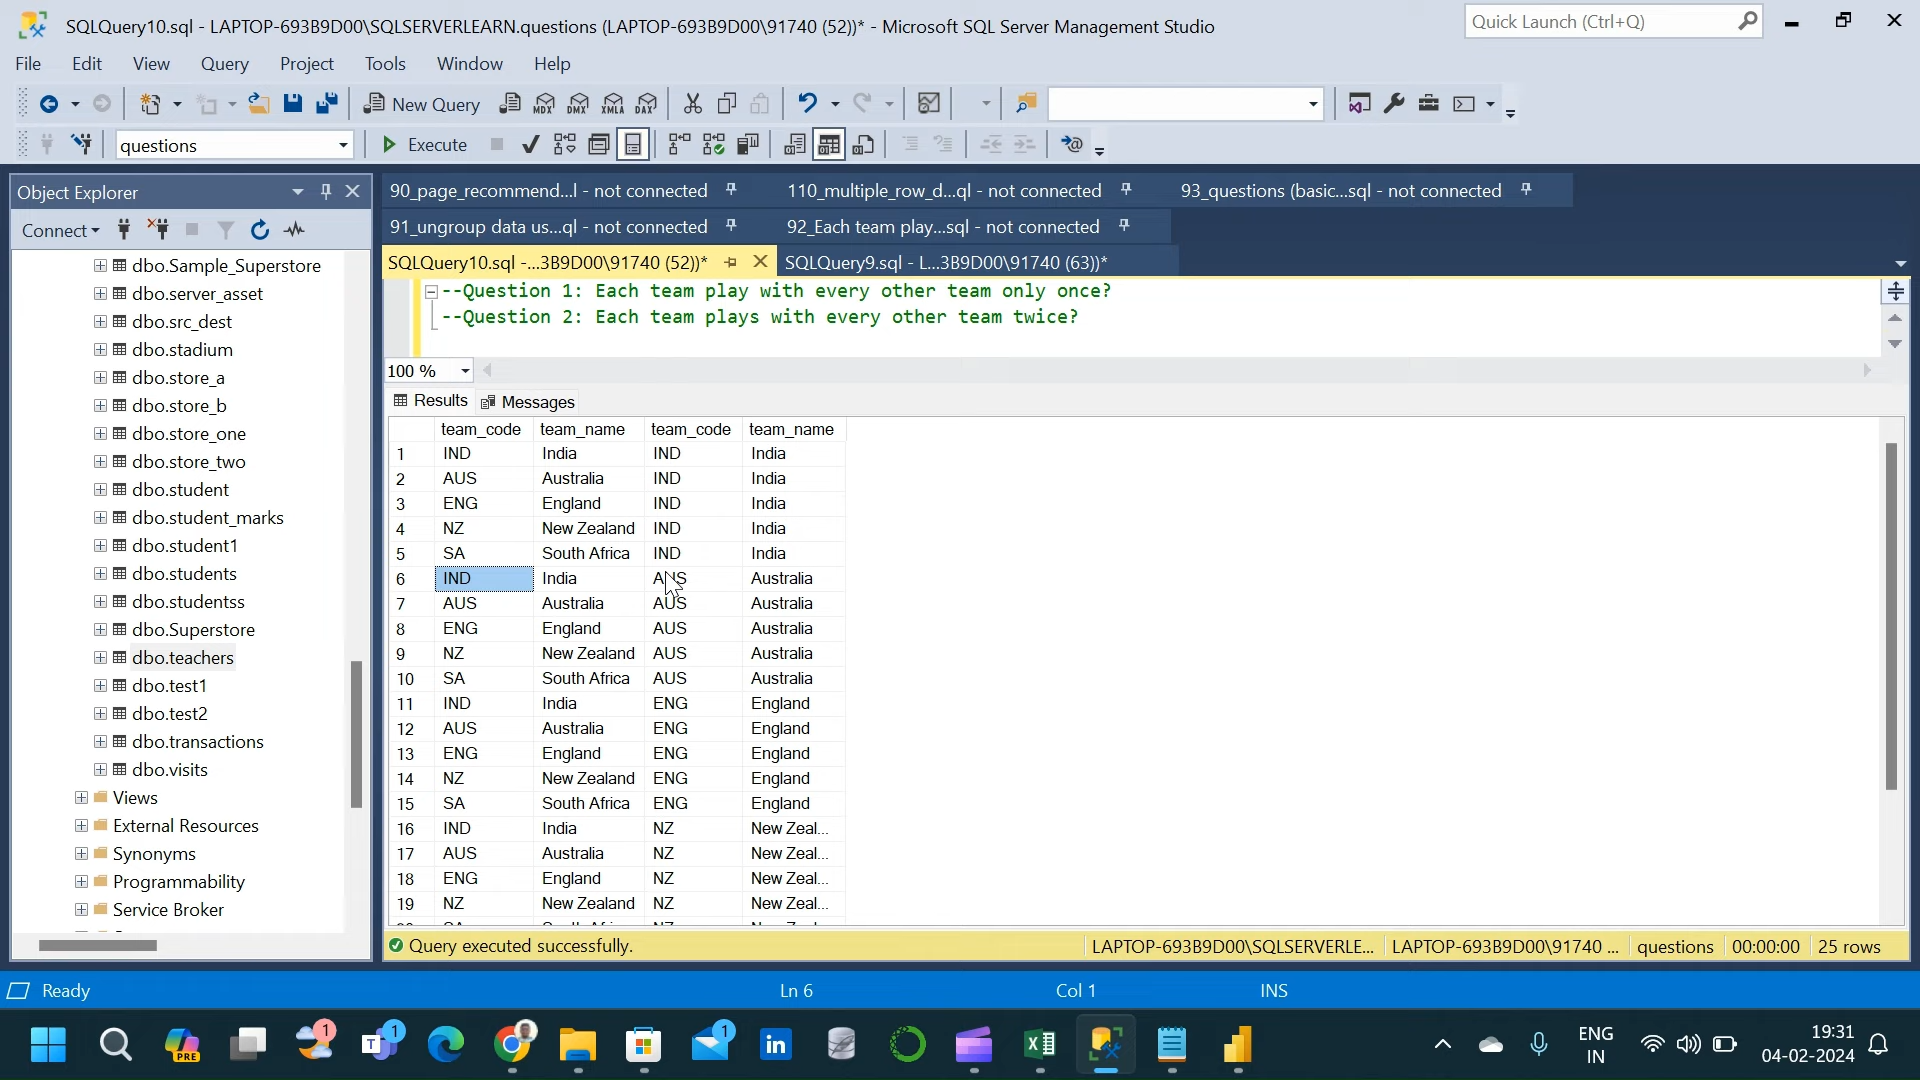 SQLQuery10.sql - LAPTOP-693B9D00\SQLSERVERLEARN.questions (LAPTOP-693B9D00\91740 (52))* - Microsoft SQL Server Management Studio
Quick Launch (Ctrl+Q)
File Edit View Query Project Tools Window Help
New Query MDX DMX XMLA DAX
questions Execute
Object Explorer
Connect
90_page_recommend...l - not connected 110_multiple_row_d...ql - not connected 93_questions (basic...sql - not connected
91_ungroup data us...ql - not connected 92_Each team play...sql - not connected
SQLQuery10.sql -...3B9D00\91740 (52))* SQLQuery9.sql - L...3B9D00\91740 (63))*
dbo.Sample_Superstore
dbo.server_asset
dbo.src_dest
dbo.stadium
dbo.store_a
dbo.store_b
dbo.store_one
dbo.store_two
dbo.student
dbo.student_marks
dbo.student1
dbo.students
dbo.studentss
dbo.Superstore
dbo.teachers
dbo.test1
dbo.test2
dbo.transactions
dbo.visits
Views
External Resources
Synonyms
Programmability
Service Broker
--Question 1: Each team play with every other team only once?
--Question 2: Each team plays with every other team twice?
100 %
Results Messages
team_code team_name team_code team_name
1 IND India IND India
2 AUS Australia IND India
3 ENG England IND India
4 NZ New Zealand IND India
5 SA South Africa IND India
6 IND India AUS Australia
7 AUS Australia AUS Australia
8 ENG England AUS Australia
9 NZ New Zealand AUS Australia
10 SA South Africa AUS Australia
11 IND India ENG England
12 AUS Australia ENG England
13 ENG England ENG England
14 NZ New Zealand ENG England
15 SA South Africa ENG England
16 IND India NZ New Zeal...
17 AUS Australia NZ New Zeal...
18 ENG England NZ New Zeal...
19 NZ New Zealand NZ New Zeal...
Query executed successfully. LAPTOP-693B9D00\SQLSERVERLE... LAPTOP-693B9D00\91740 ... questions 00:00:00 25 rows
Ready Ln 6 Col 1 INS
PRE 1 1 1 ENG IN 19:31
04-02-2024